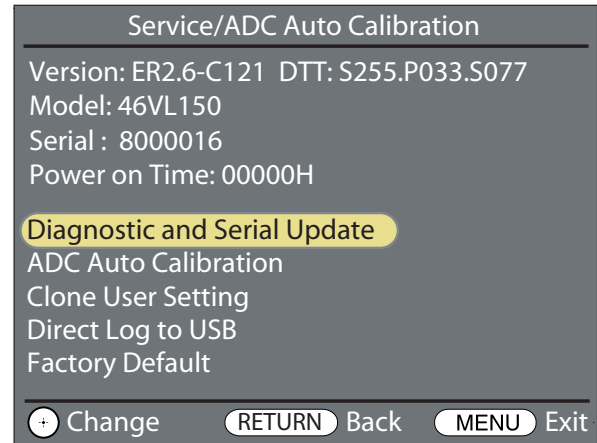 Service/ADC Auto Calibration
Version: ER2.6-C121 DTT: S255.P033.S077
Model: 46VL150
Serial : 8000016
Power on Time: 00000H
Diagnostic and Serial Update
ADC Auto Calibration
Clone User Setting
Direct Log to USB
Factory Default
Change RETURN Back MENU Exit